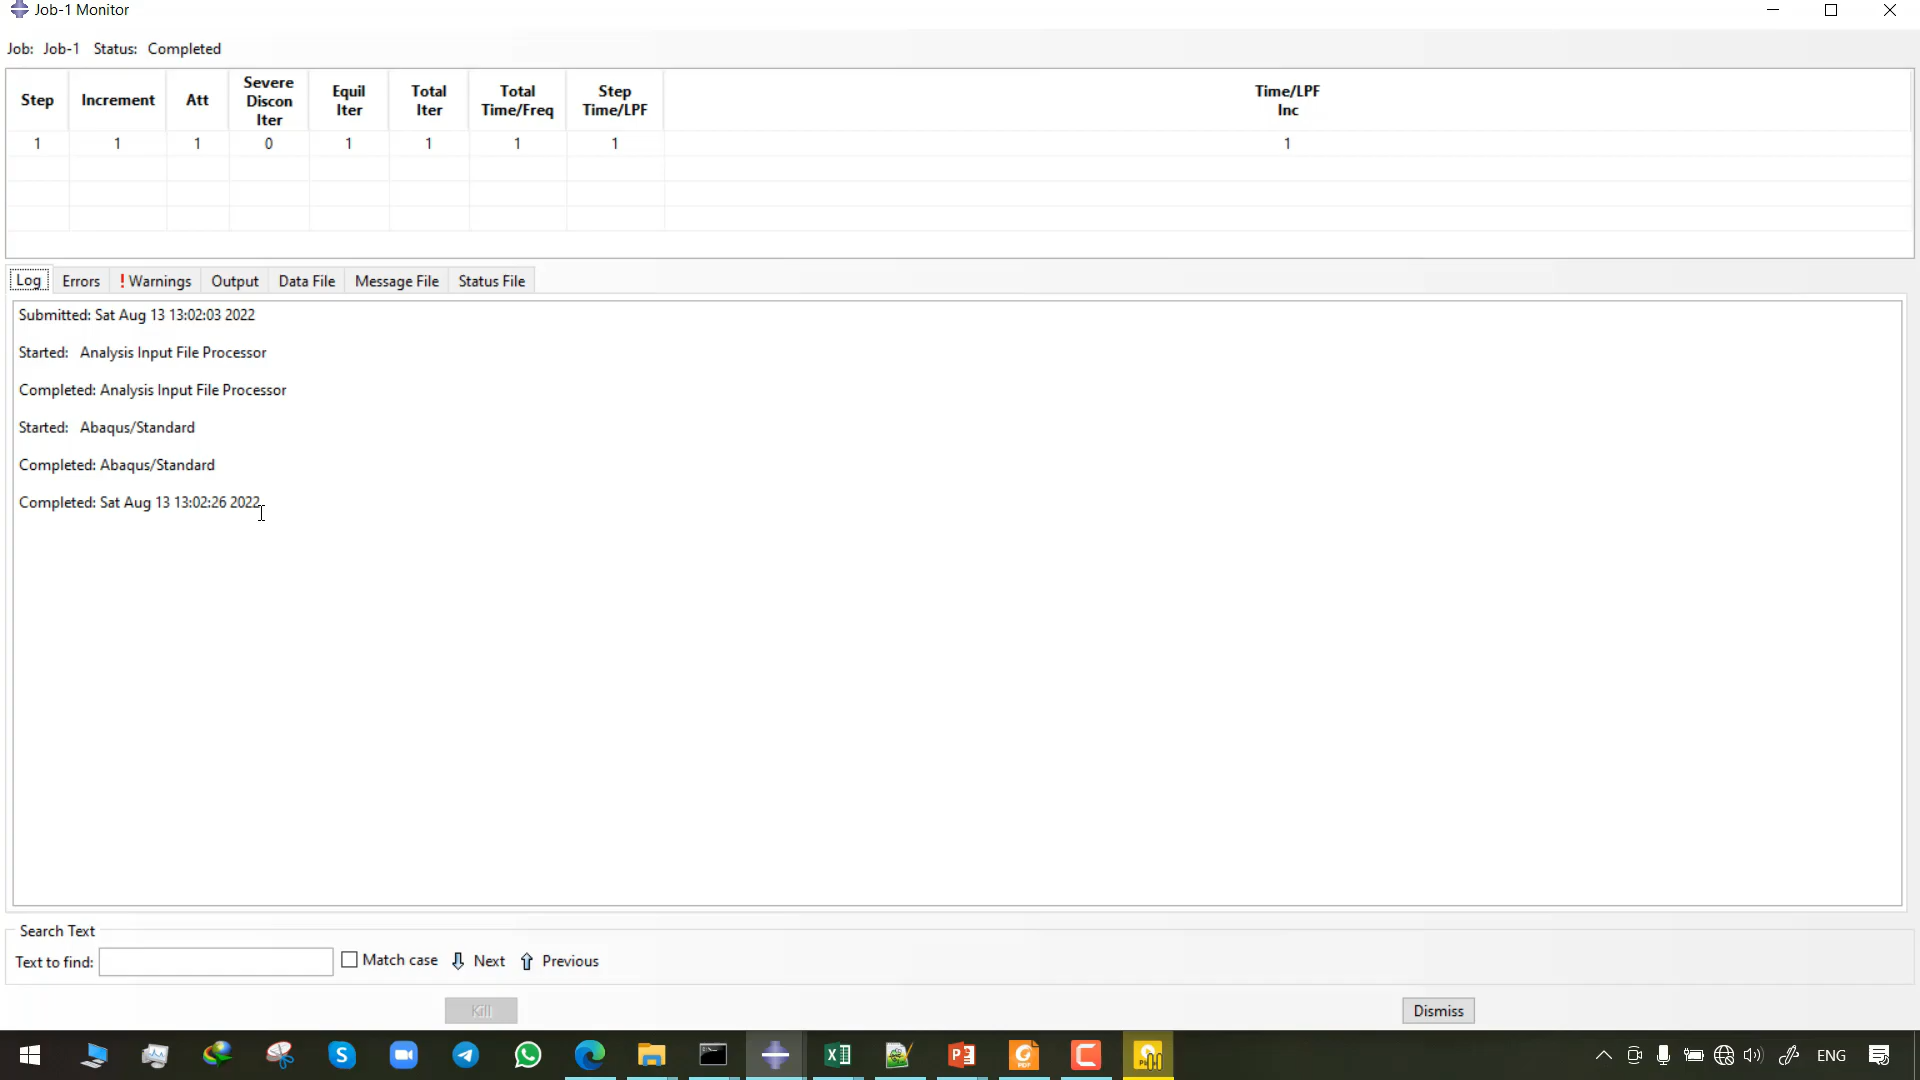 Job-1 Monitor
Job: Job-1 Status: Completed
Step Increment Att Severe Discon Iter Equil Iter Total Iter Total Time/Freq Step Time/LPF Time/LPF Inc
1 1 1 0 1 1 1 1 1
Log Errors ! Warnings Output Data File Message File Status File
Submitted: Sat Aug 13 13:02:03 2022
Started: Analysis Input File Processor
Completed: Analysis Input File Processor
Started: Abaqus/Standard
Completed: Abaqus/Standard
Completed: Sat Aug 13 13:02:26 2022
Search Text
Text to find: Match case Next Previous
Kill Dismiss
ENG